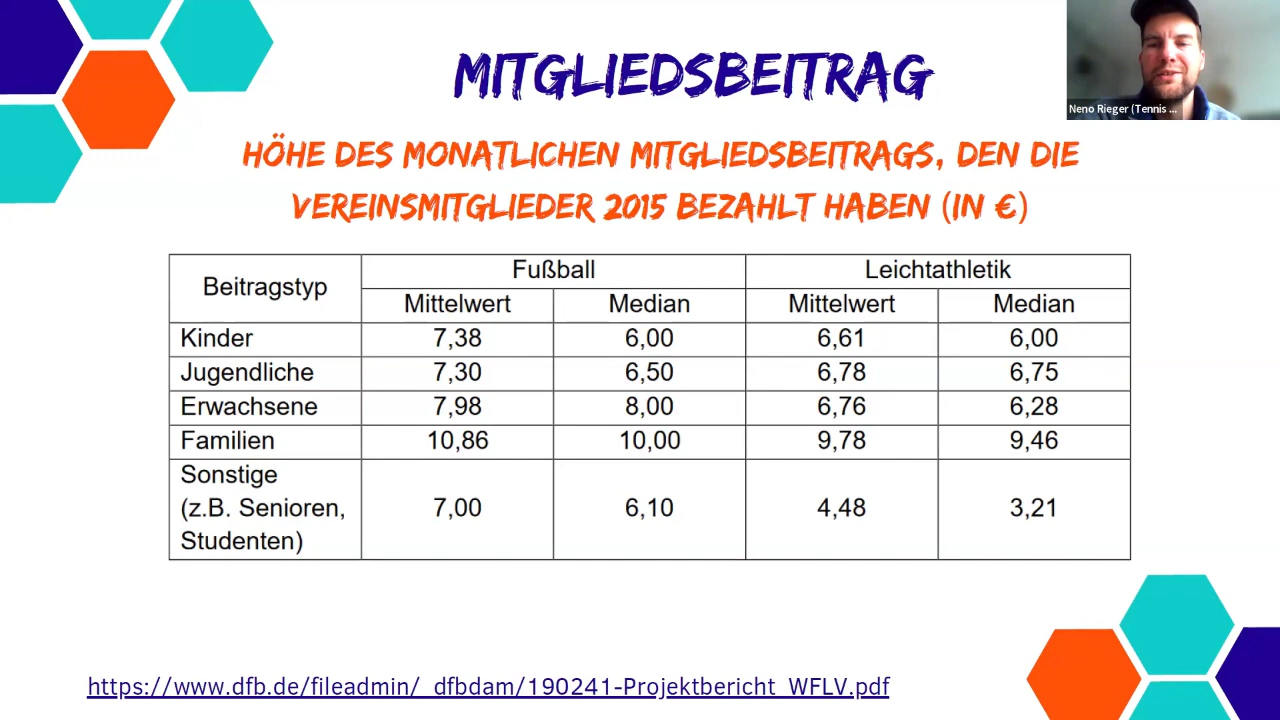 MITGLIEDSBEITRAG
Neno Rieger (Tennis ...
HÖHE DES MONATLICHEN MITGLIEDSBEITRAGS, DEN DIE
VEREINSMITGLIEDER 2015 BEZAHLT HABEN (IN €)
Beitragstyp Fußball Leichtathletik
Mittelwert Median Mittelwert Median
Kinder 7,38 6,00 6,61 6,00
Jugendliche 7,30 6,50 6,78 6,75
Erwachsene 7,98 8,00 6,76 6,28
Familien 10,86 10,00 9,78 9,46
Sonstige
(z.B. Senioren, 7,00 6,10 4,48 3,21
Studenten)
https://www.dfb.de/fileadmin/_dfbdam/190241-Projektbericht_WFLV.pdf